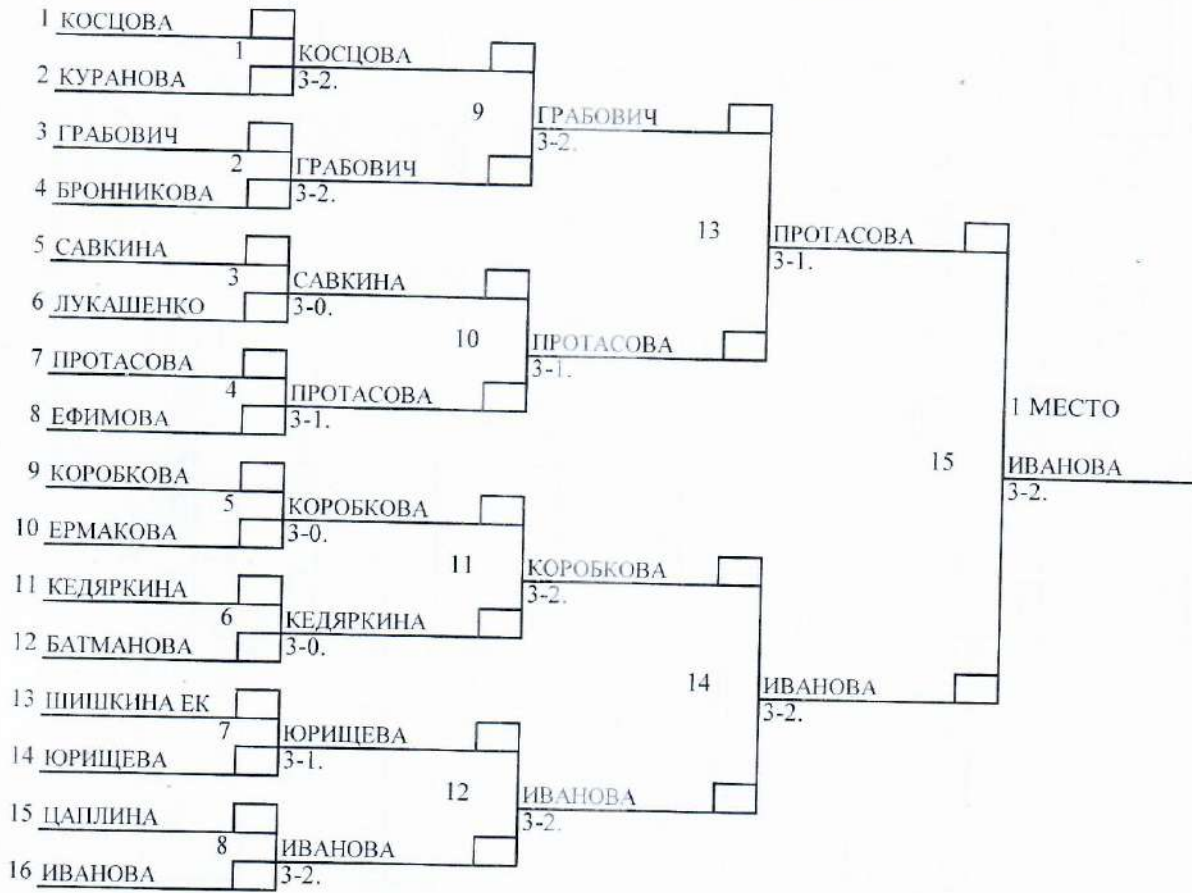 1 КОСЦОВА
1
КОСЦОВА
3-2.
2 КУРАНОВА
9
ГРАБОВИЧ
3-2.
3 ГРАБОВИЧ
2
ГРАБОВИЧ
3-2.
4 БРОННИКОВА
13
ПРОТАСОВА
3-1.
5 САВКИНА
3
САВКИНА
3-0.
6 ЛУКАШЕНКО
10
ПРОТАСОВА
3-1.
7 ПРОТАСОВА
4
ПРОТАСОВА
3-1.
8 ЕФИМОВА
1 МЕСТО
15
ИВАНОВА
3-2.
9 КОРОБКОВА
5
КОРОБКОВА
3-0.
10 ЕРМАКОВА
11
КОРОБКОВА
3-2.
11 КЕДЯРКИНА
6
КЕДЯРКИНА
3-0.
12 БАТМАНОВА
14
ИВАНОВА
3-2.
13 ШИШКИНА ЕК
7
ЮРИЩЕВА
3-1.
14 ЮРИЩЕВА
12
ИВАНОВА
3-2.
15 ЦАПЛИНА
8
ИВАНОВА
3-2.
16 ИВАНОВА